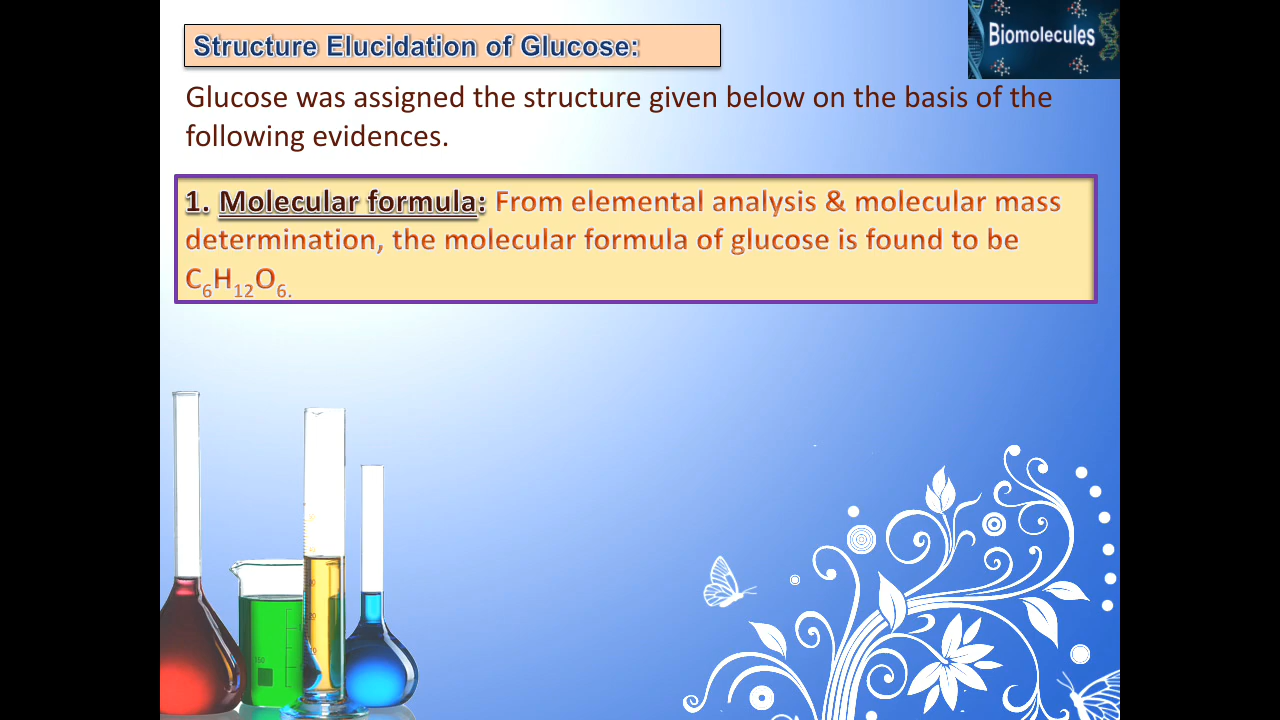 Structure Elucidation of Glucose:
Biomolecules
Glucose was assigned the structure given below on the basis of the
following evidences.
1. Molecular formula: From elemental analysis & molecular mass
determination, the molecular formula of glucose is found to be
C₆H₁₂O₆.